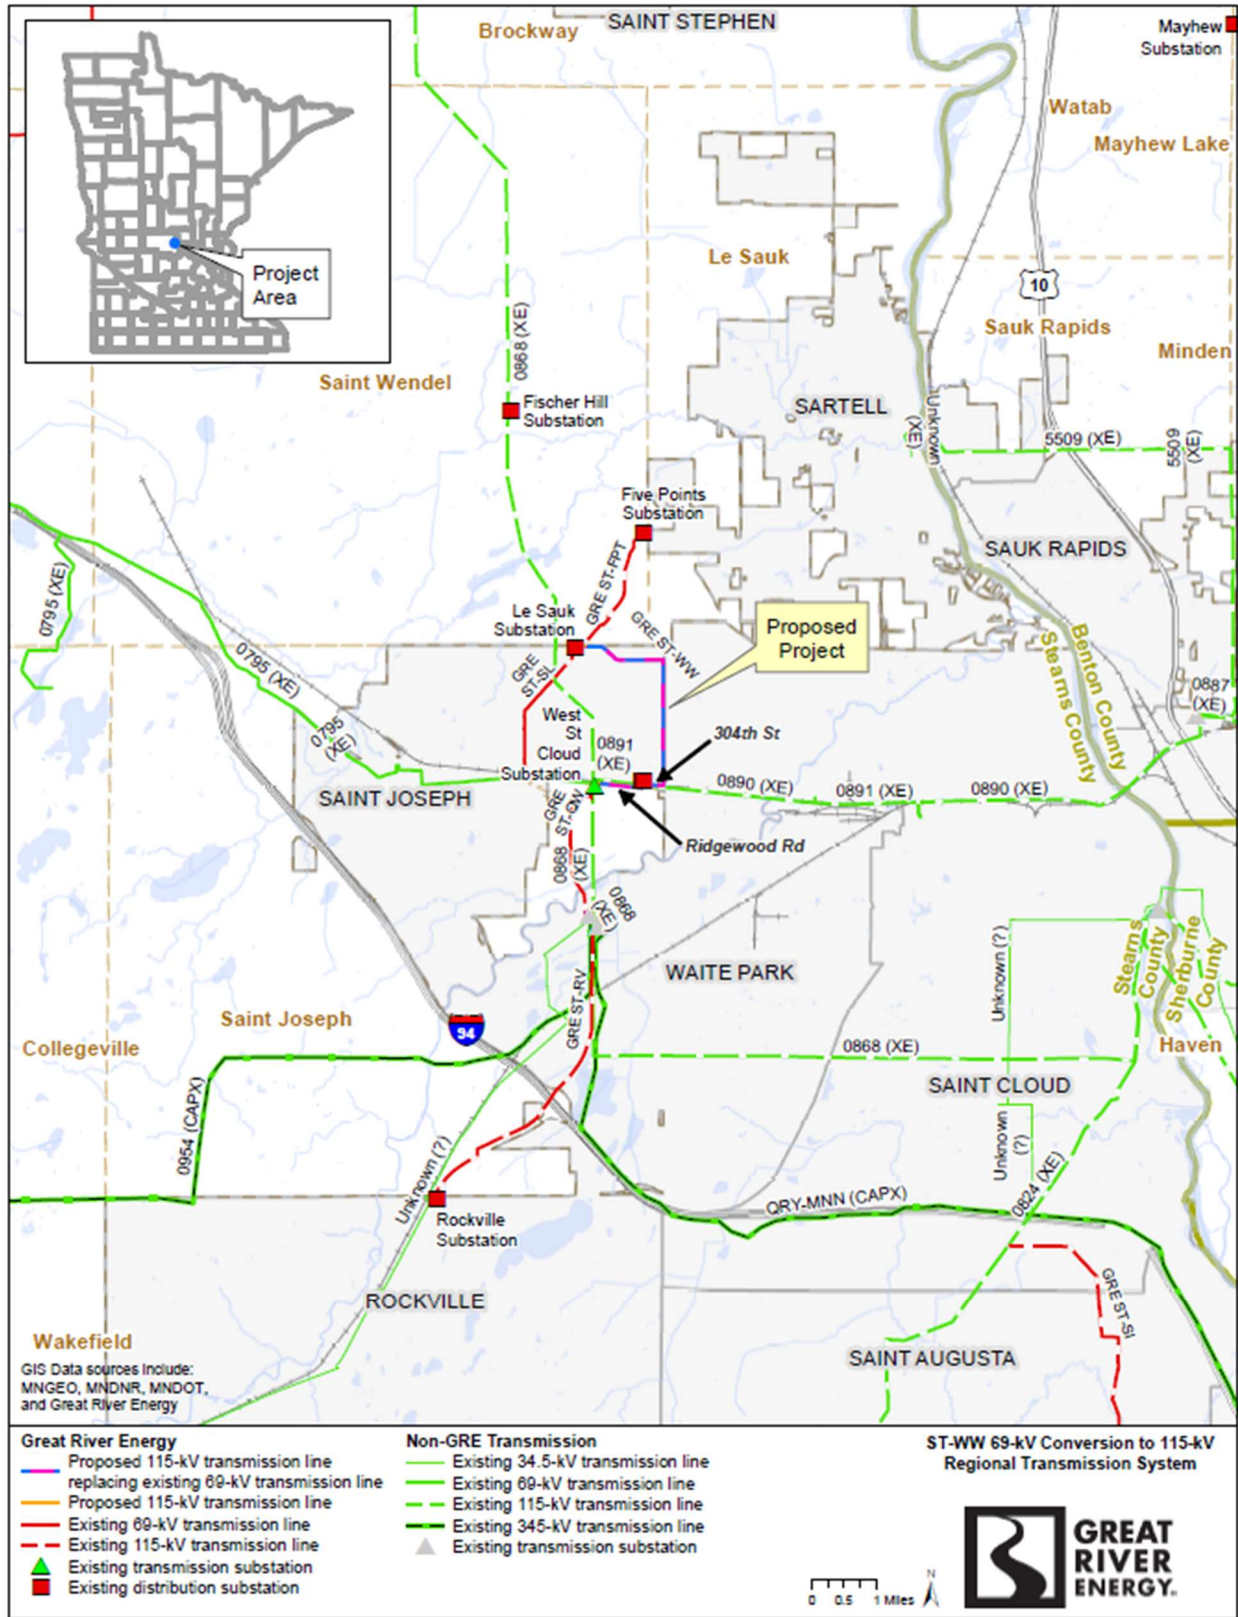 Brockway
SAINT STEPHEN
Mayhew
Substation
Watab
Mayhew Lake
Project
Area
Le Sauk
10
Sauk Rapids
Minden
0868 (XE)
Saint Wendel
Fischer Hill
Substation
SARTELL
Unknown
(XE)
5509 (XE)
5509
(XE)
Five Points
Substation
SAUK RAPIDS
GRE ST-FPT
0795 (XE)
Le Sauk
Substation
GRE ST-WW
Proposed
Project
Benton County
Stearns County
0795 (XE)
GRE
ST-SL
0887
(XE)
0795
(XE)
West
St
Cloud
Substation
0891
(XE)
304th St
0890 (XE)
0891 (XE)
0890 (XE)
SAINT JOSEPH
GRE
Ridgewood Rd
0868
(XE)
0868
(XE)
WAITE PARK
Unknown (?)
Stearns
County
Sherburne
County
GRE ST-RV
Saint Joseph
94
Collegeville
0868 (XE)
Haven
SAINT CLOUD
0954 (CAPX)
Unknown
(?)
Unknown (?)
0824 (XE)
QRY-MNN (CAPX)
Rockville
Substation
ROCKVILLE
GRE ST-SI
Wakefield
SAINT AUGUSTA
GIS Data sources Include:
MNGEO, MNDNR, MNDOT,
and Great River Energy
Great River Energy
Proposed 115-kV transmission line
replacing existing 69-kV transmission line
Proposed 115-kV transmission line
Existing 69-kV transmission line
Existing 115-kV transmission line
Existing transmission substation
Existing distribution substation
Non-GRE Transmission
Existing 34.5-kV transmission line
Existing 69-kV transmission line
Existing 115-kV transmission line
Existing 345-kV transmission line
Existing transmission substation
ST-WW 69-kV Conversion to 115-kV
Regional Transmission System
GREAT
RIVER
ENERGY®
N
0 0.5 1 Miles